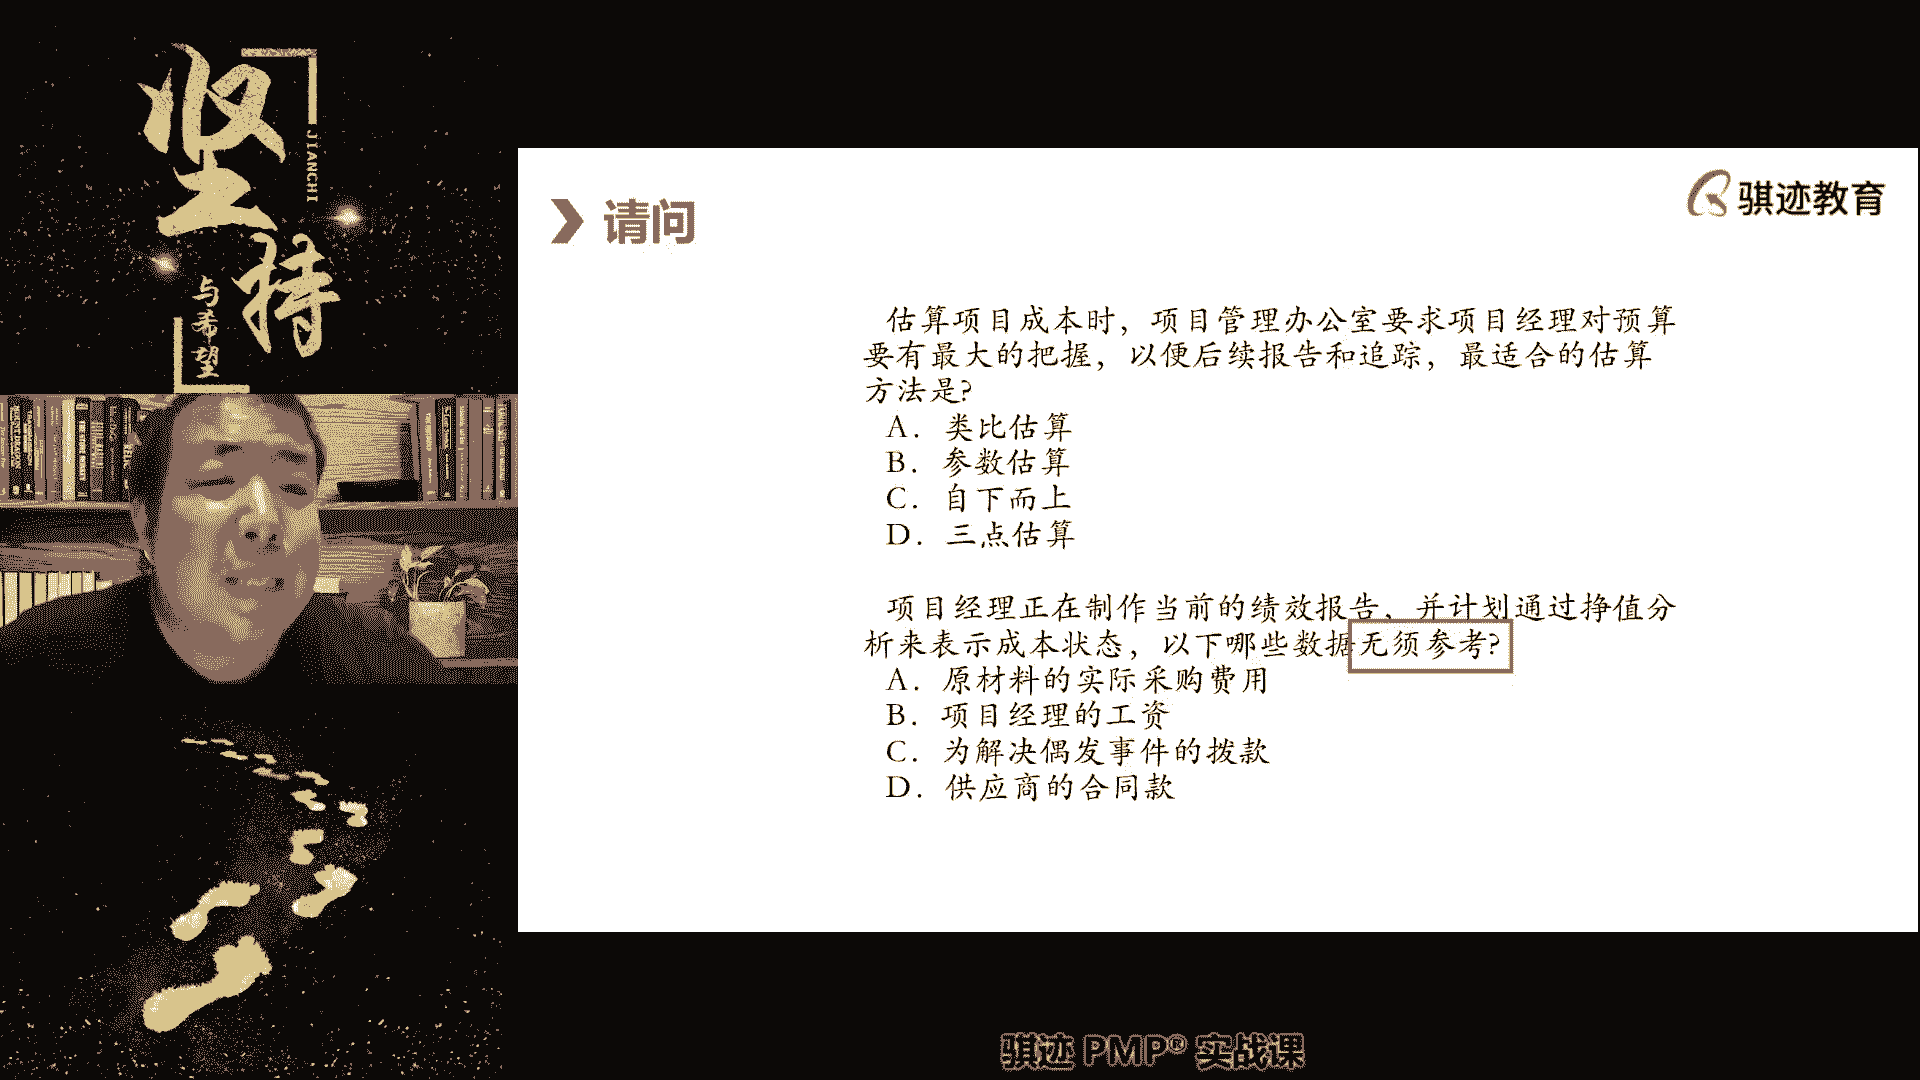 坚持
JIANCHI
与希望
骐迹教育
请问
估算项目成本时，项目管理办公室要求项目经理对预算
要有最大的把握，以便后续报告和追踪，最适合的估算
方法是?
A. 类比估算
B. 参数估算
C. 自下而上
D. 三点估算
项目经理正在制作当前的绩效报告，并计划通过挣值分
析来表示成本状态，以下哪些数据无须参考?
A. 原材料的实际采购费用
B. 项目经理的工资
C. 为解决偶发事件的拨款
D. 供应商的合同款
骐迹 PMP® 实战课